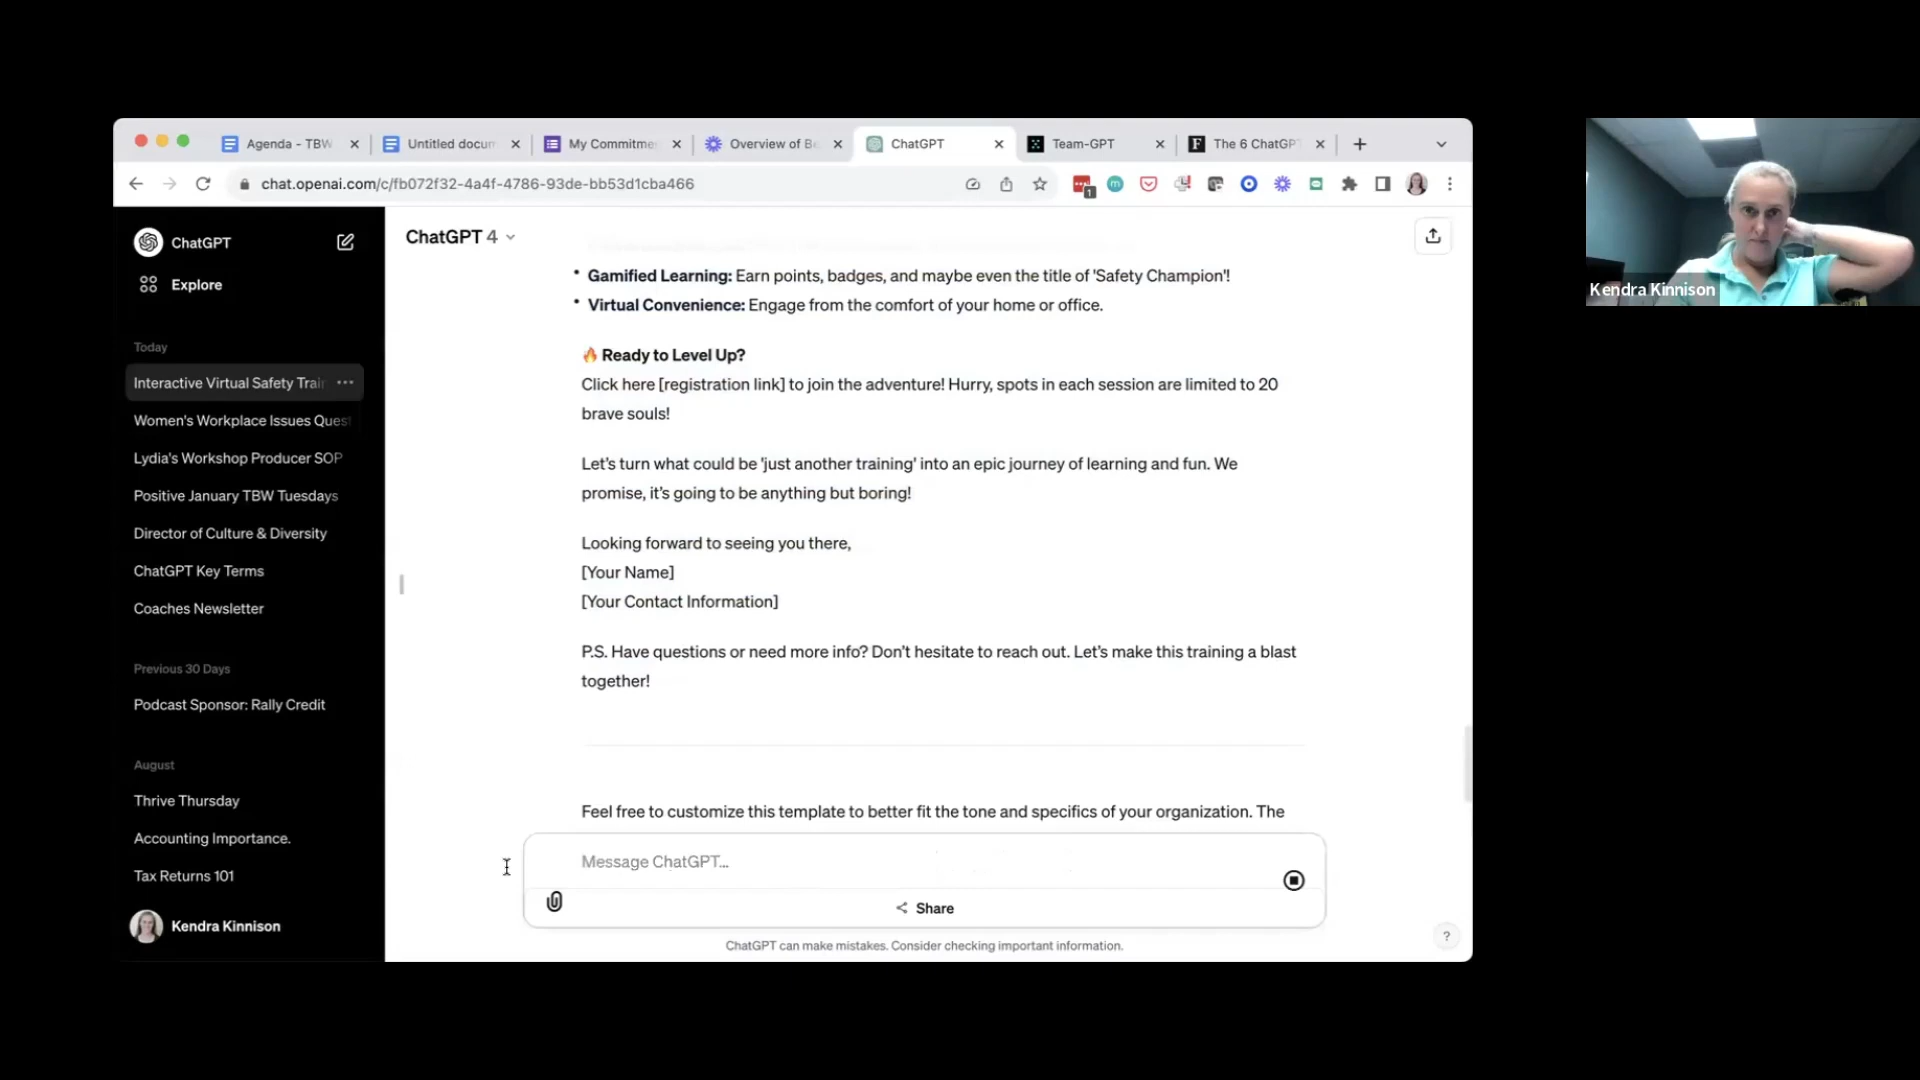 Agenda - TBW
Untitled docum
My Commitme
Overview of Be
ChatGPT
Team-GPT
The 6 ChatGP
chat.openai.com/c/fb072f32-4a4f-4786-93de-bb53d1cba466
1
ChatGPT
Explore
Today
Interactive Virtual Safety Trai
Women's Workplace Issues Quest
Lydia's Workshop Producer SOP
Positive January TBW Tuesdays
Director of Culture & Diversity
ChatGPT Key Terms
Coaches Newsletter
Previous 30 Days
Podcast Sponsor: Rally Credit
August
Thrive Thursday
Accounting Importance.
Tax Returns 101
Kendra Kinnison
ChatGPT 4
• Gamified Learning: Earn points, badges, and maybe even the title of 'Safety Champion'!
• Virtual Convenience: Engage from the comfort of your home or office.
🔥 Ready to Level Up?
Click here [registration link] to join the adventure! Hurry, spots in each session are limited to 20
brave souls!
Let's turn what could be 'just another training' into an epic journey of learning and fun. We
promise, it's going to be anything but boring!
Looking forward to seeing you there,
[Your Name]
[Your Contact Information]
P.S. Have questions or need more info? Don't hesitate to reach out. Let's make this training a blast
together!
Feel free to customize this template to better fit the tone and specifics of your organization. The
Message ChatGPT...
Share
ChatGPT can make mistakes. Consider checking important information.
?
Kendra Kinnison